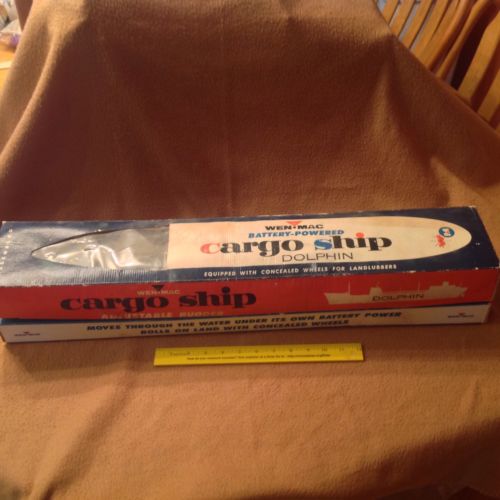 WEN-MAC
BATTERY-POWERED
cargo ship
DOLPHIN
EQUIPPED WITH CONCEALED WHEELS FOR LANDLUBBERS
WEN-MAC
cargo ship
DOLPHIN
ADJUSTABLE RUDDER
MOVES THROUGH THE WATER UNDER ITS OWN BATTERY POWER
ROLLS ON LAND WITH CONCEALED WHEELS